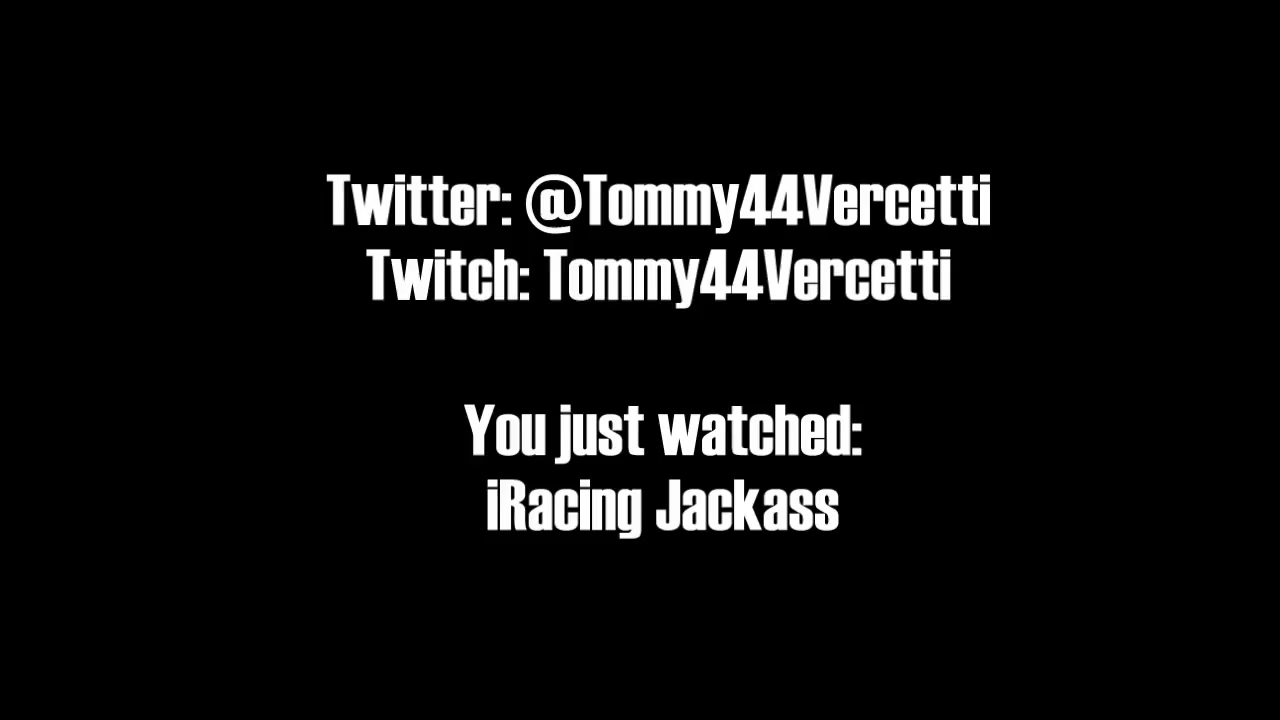 Twitter: @Tommy44Vercetti
Twitch: Tommy44Vercetti
You just watched:
iRacing Jackass